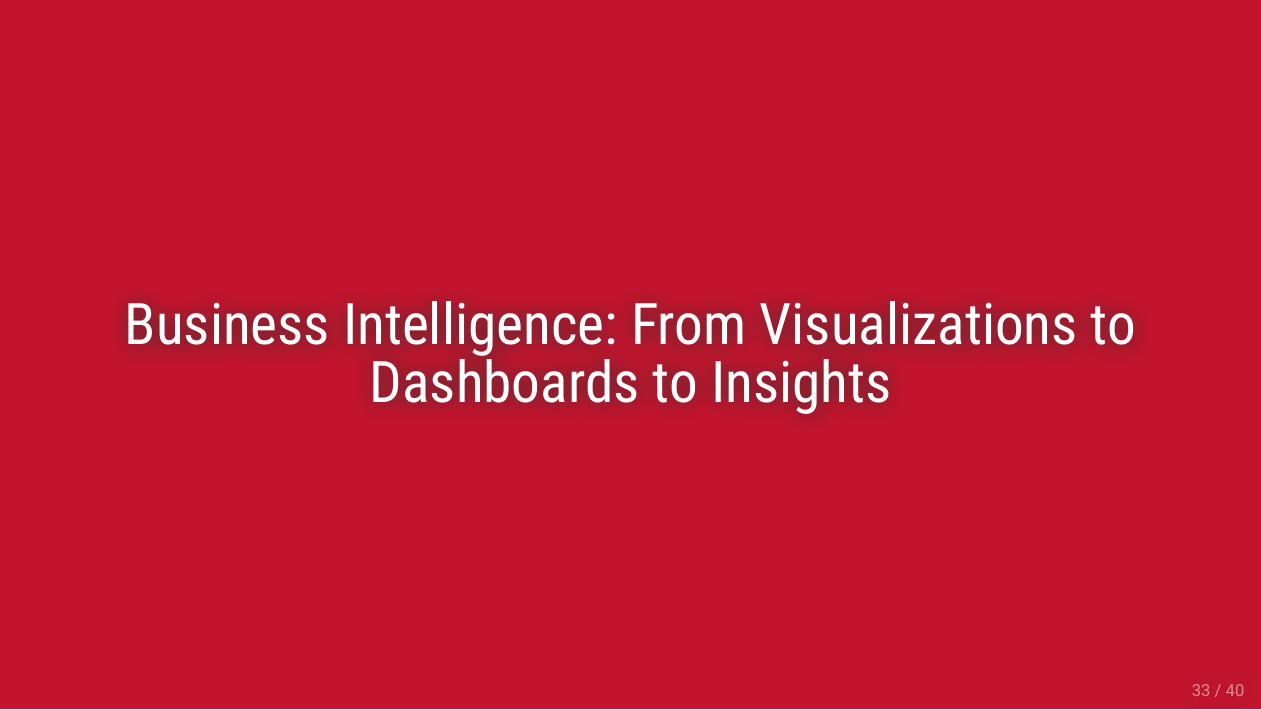 Business Intelligence: From Visualizations to
Dashboards to Insights
33 / 40